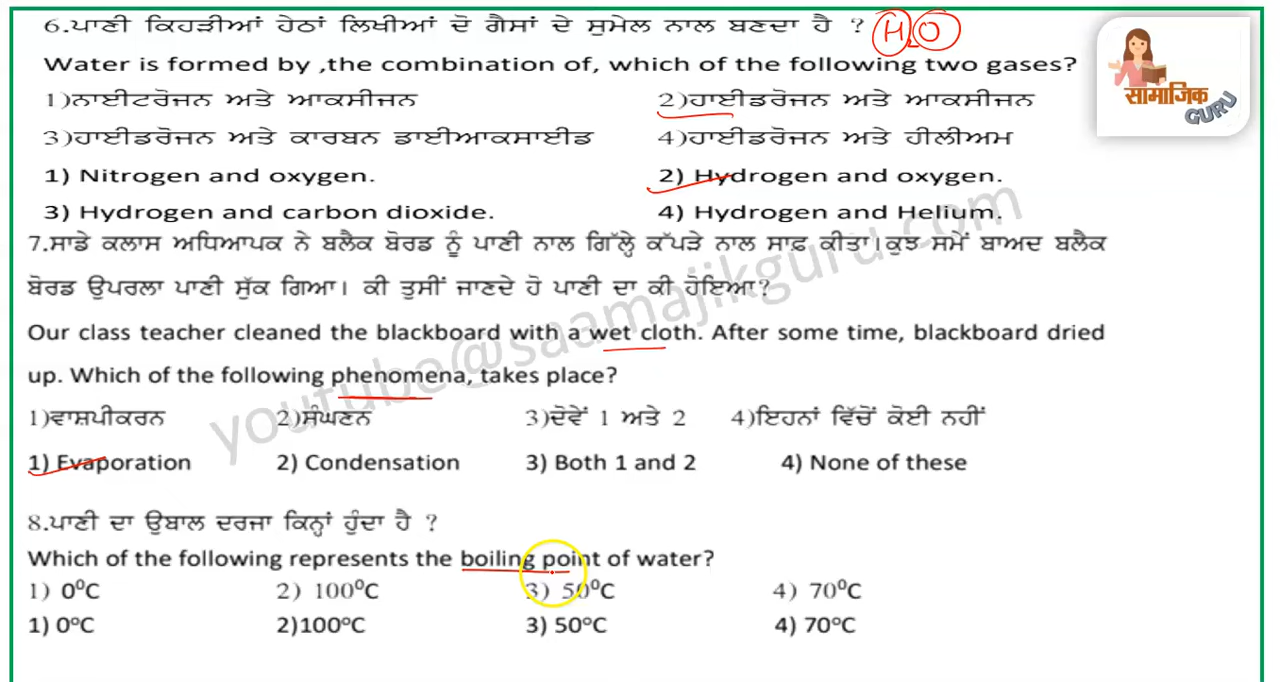 6.ਪਾਣੀ ਕਿਹੜੀਆਂ ਹੇਠਾਂ ਲਿਖੀਆਂ ਦੋ ਗੈਸਾਂ ਦੇ ਸੁਮੇਲ ਨਾਲ ਬਣਦਾ ਹੈ ? H2O
Water is formed by ,the combination of, which of the following two gases?
1)ਨਾਈਟਰੋਜਨ ਅਤੇ ਆਕਸੀਜਨ 2)ਹਾਈਡਰੋਜਨ ਅਤੇ ਆਕਸੀਜਨ
3)ਹਾਈਡਰੋਜਨ ਅਤੇ ਕਾਰਬਨ ਡਾਈਆਕਸਾਈਡ 4)ਹਾਈਡਰੋਜਨ ਅਤੇ ਹੀਲੀਅਮ
1) Nitrogen and oxygen. 2) Hydrogen and oxygen.
3) Hydrogen and carbon dioxide. 4) Hydrogen and Helium.
7.ਸਾਡੇ ਕਲਾਸ ਅਧਿਆਪਕ ਨੇ ਬਲੈਕ ਬੋਰਡ ਨੂੰ ਪਾਣੀ ਨਾਲ ਗਿੱਲ੍ਹੇ ਕੱਪੜੇ ਨਾਲ ਸਾਫ਼ ਕੀਤਾ।ਕੁਝ ਸਮੇਂ ਬਾਅਦ ਬਲੈਕ
ਬੋਰਡ ਉਪਰਲਾ ਪਾਣੀ ਸੁੱਕ ਗਿਆ। ਕੀ ਤੁਸੀਂ ਜਾਣਦੇ ਹੋ ਪਾਣੀ ਦਾ ਕੀ ਹੋਇਆ?
Our class teacher cleaned the blackboard with a wet cloth. After some time, blackboard dried
up. Which of the following phenomena, takes place?
1)ਵਾਸ਼ਪੀਕਰਨ 2)ਸੰਘਣਨ 3)ਦੋਵੇਂ 1 ਅਤੇ 2 4)ਇਹਨਾਂ ਵਿੱਚੋਂ ਕੋਈ ਨਹੀਂ
1) Evaporation 2) Condensation 3) Both 1 and 2 4) None of these
8.ਪਾਣੀ ਦਾ ਉਬਾਲ ਦਰਜਾ ਕਿਨ੍ਹਾਂ ਹੁੰਦਾ ਹੈ ?
Which of the following represents the boiling point of water?
1) 0⁰C 2) 100⁰C 3) 50⁰C 4) 70⁰C
1) 0°C 2)100°C 3) 50°C 4) 70°C
सामाजिक
GURU
youtube@saamajikguru.com